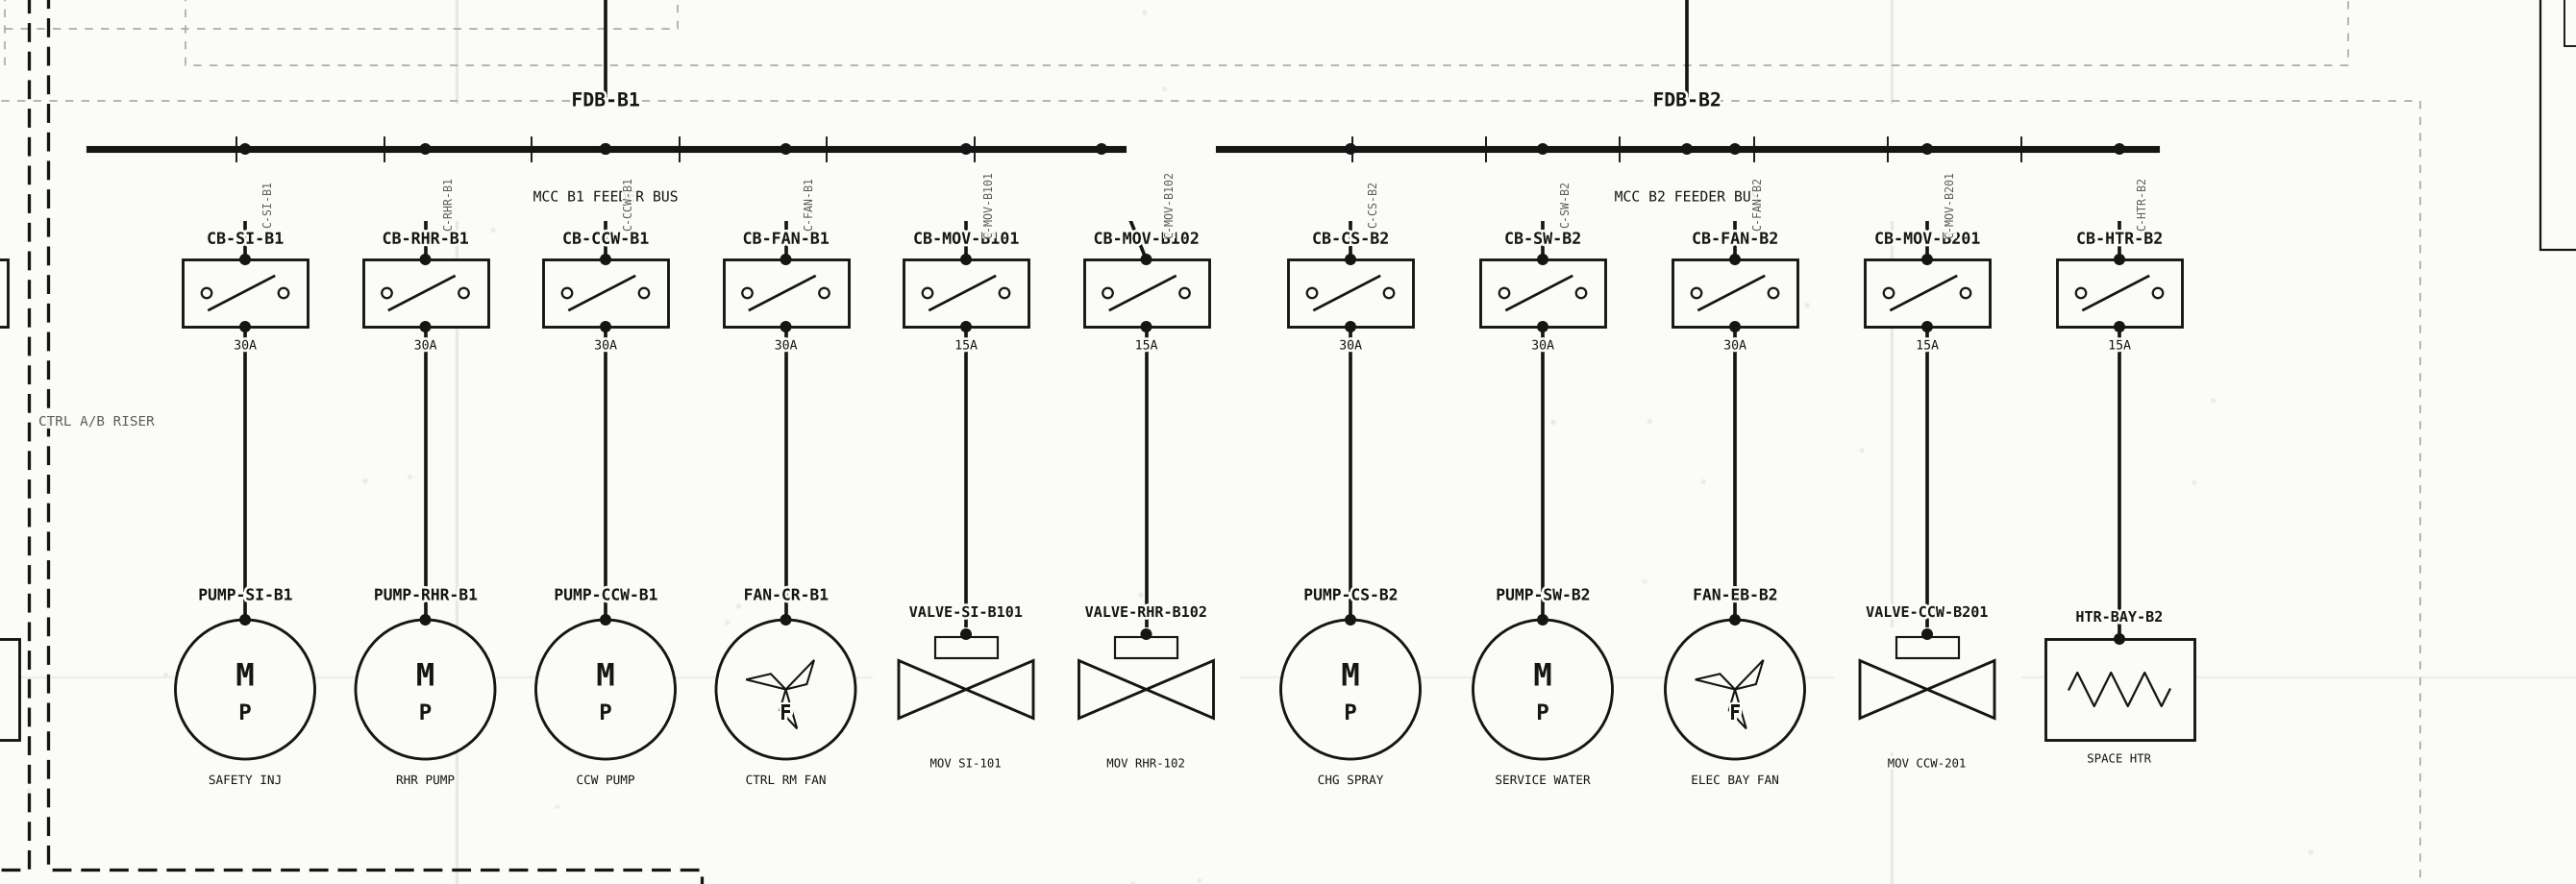 FDB-B1
FDB-B2
MCC B1 FEEDER BUS
MCC B2 FEEDER BU
C-SI-B1
C-RHR-B1
C-CCW-B1
C-FAN-B1
C-MOV-B101
C-MOV-B102
C-CS-B2
C-SW-B2
C-FAN-B2
C-MOV-B201
C-HTR-B2
CB-SI-B1
CB-RHR-B1
CB-CCW-B1
CB-FAN-B1
CB-MOV-B101
CB-MOV-B102
CB-CS-B2
CB-SW-B2
CB-FAN-B2
CB-MOV-B201
CB-HTR-B2
30A
30A
30A
30A
15A
15A
30A
30A
30A
15A
15A
CTRL A/B RISER
PUMP-SI-B1
PUMP-RHR-B1
PUMP-CCW-B1
FAN-CR-B1
VALVE-SI-B101
VALVE-RHR-B102
PUMP-CS-B2
PUMP-SW-B2
FAN-EB-B2
VALVE-CCW-B201
HTR-BAY-B2
M
P
M
P
M
P
F
M
P
M
P
F
SAFETY INJ
RHR PUMP
CCW PUMP
CTRL RM FAN
MOV SI-101
MOV RHR-102
CHG SPRAY
SERVICE WATER
ELEC BAY FAN
MOV CCW-201
SPACE HTR